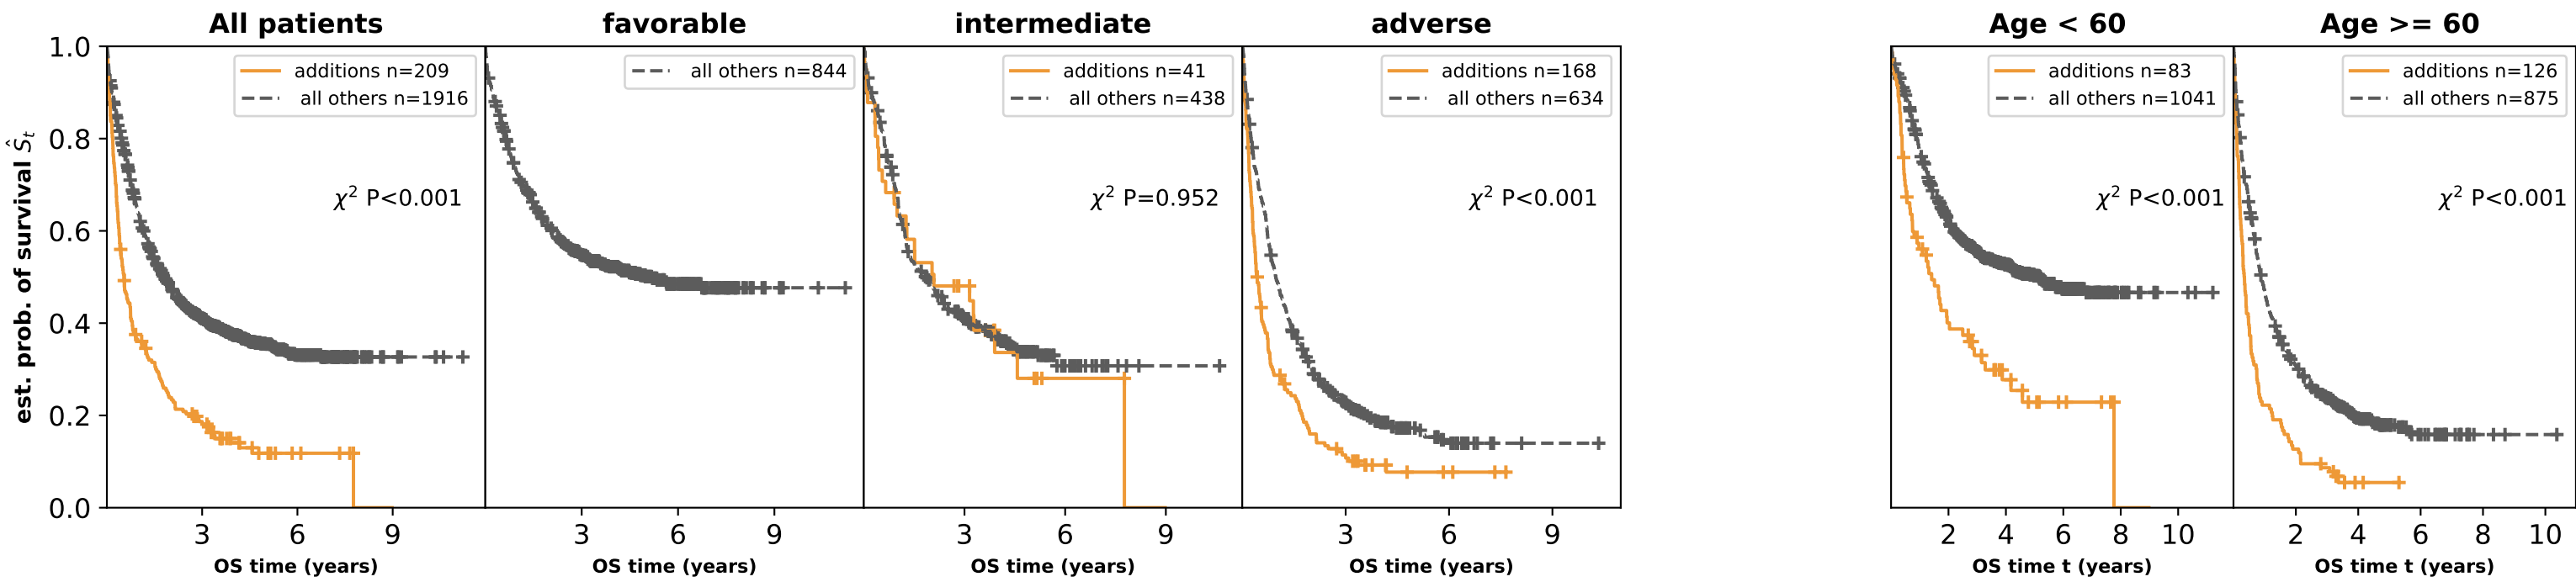 All patients
favorable
intermediate
adverse
Age < 60
Age >= 60
est. prob. of survival Ŝₜ
1.0
0.8
0.6
0.4
0.2
0.0
additions n=209
all others n=1916
χ² P<0.001
3 6 9
OS time (years)
all others n=844
3 6 9
OS time (years)
additions n=41
all others n=438
χ² P=0.952
3 6 9
OS time (years)
additions n=168
all others n=634
χ² P<0.001
3 6 9
OS time (years)
additions n=83
all others n=1041
χ² P<0.001
2 4 6 8 10
OS time t (years)
additions n=126
all others n=875
χ² P<0.001
2 4 6 8 10
OS time t (years)